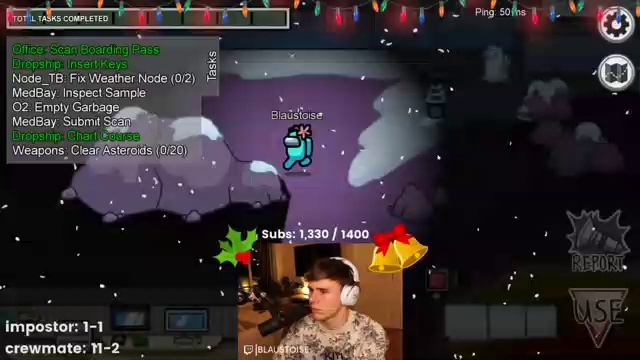 TOTAL TASKS COMPLETED
Ping: 50ms
Office: Scan Boarding Pass
Dropship: Insert Keys
Node_TB: Fix Weather Node (0/2)
MedBay: Inspect Sample
O2: Empty Garbage
MedBay: Submit Scan
Dropship: Chart Course
Weapons: Clear Asteroids (0/20)
Tasks
Blaustoise
REPORT
USE
Subs: 1,330 / 1400
impostor: 1-1
crewmate: 11-2
BLAUSTOISE